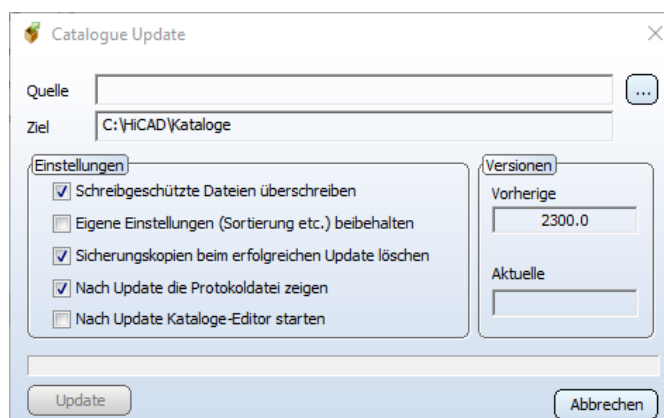 Catalogue Update
Quelle
...
Ziel C:\HiCAD\Kataloge
Einstellungen
Schreibgeschützte Dateien überschreiben
Eigene Einstellungen (Sortierung etc.) beibehalten
Sicherungskopien beim erfolgreichen Update löschen
Nach Update die Protokoldatei zeigen
Nach Update Kataloge-Editor starten
Versionen
Vorherige
2300.0
Aktuelle
Update
Abbrechen